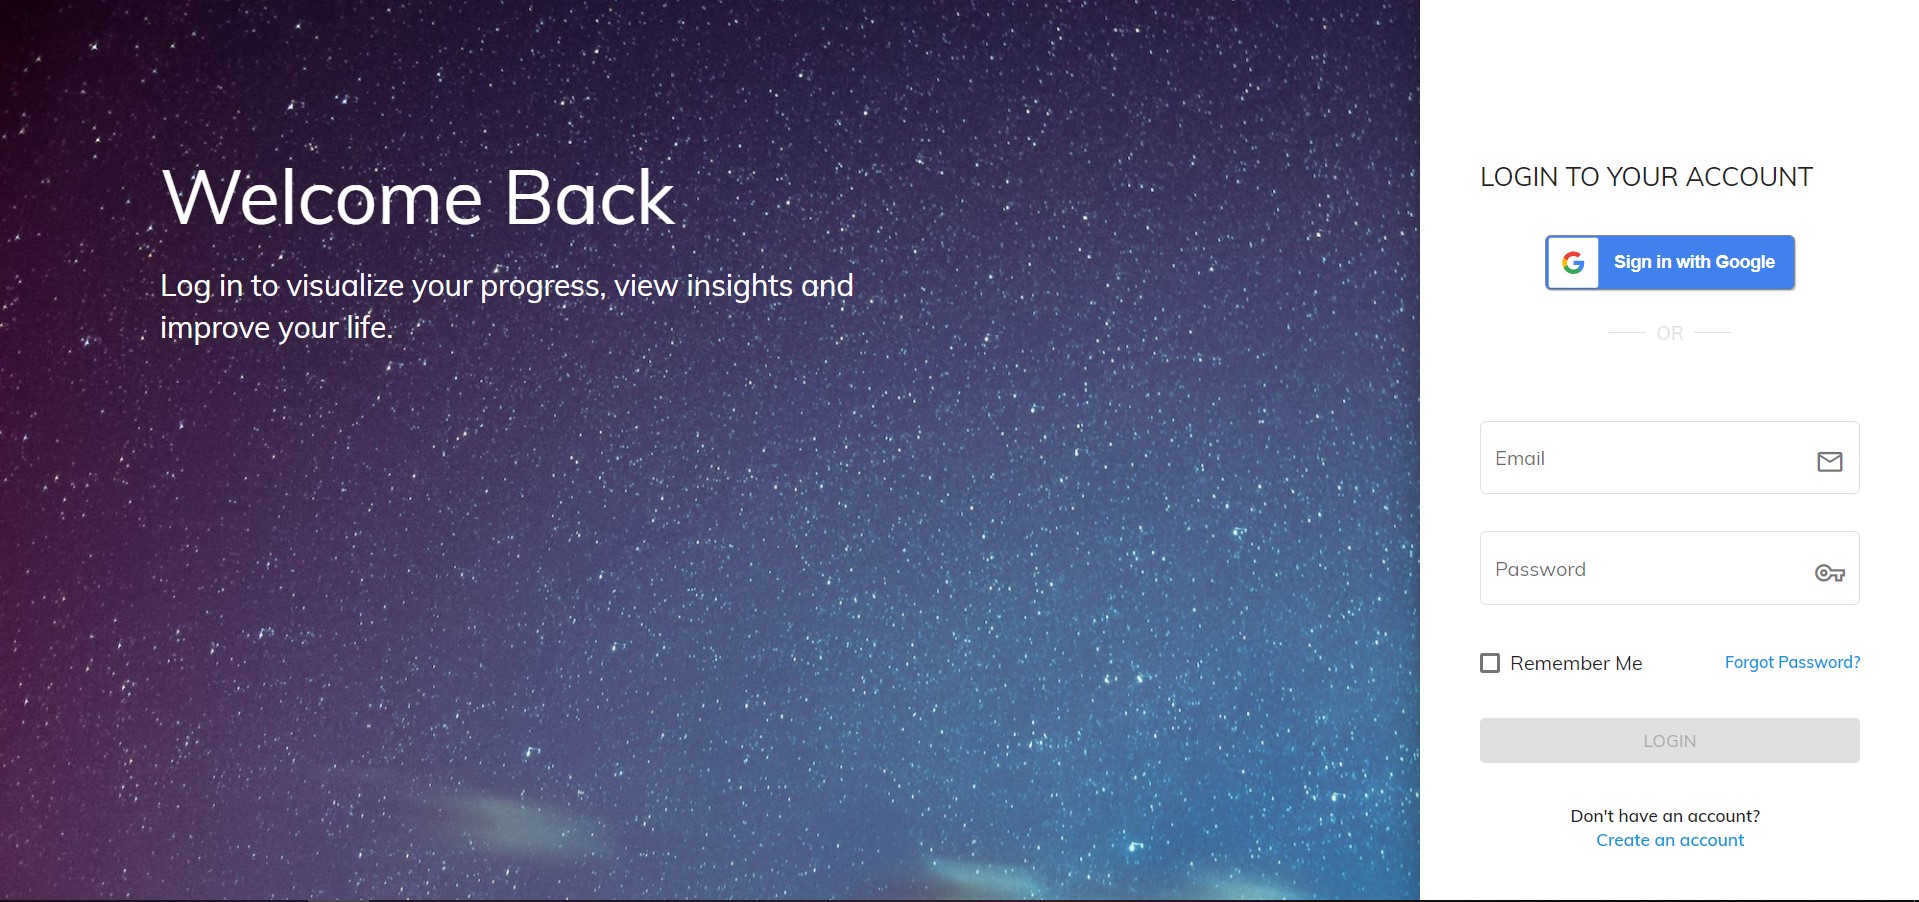 Welcome Back
Log in to visualize your progress, view insights and
improve your life.
LOGIN TO YOUR ACCOUNT
Sign in with Google
OR
Email
Password
Remember Me
Forgot Password?
LOGIN
Don't have an account?
Create an account